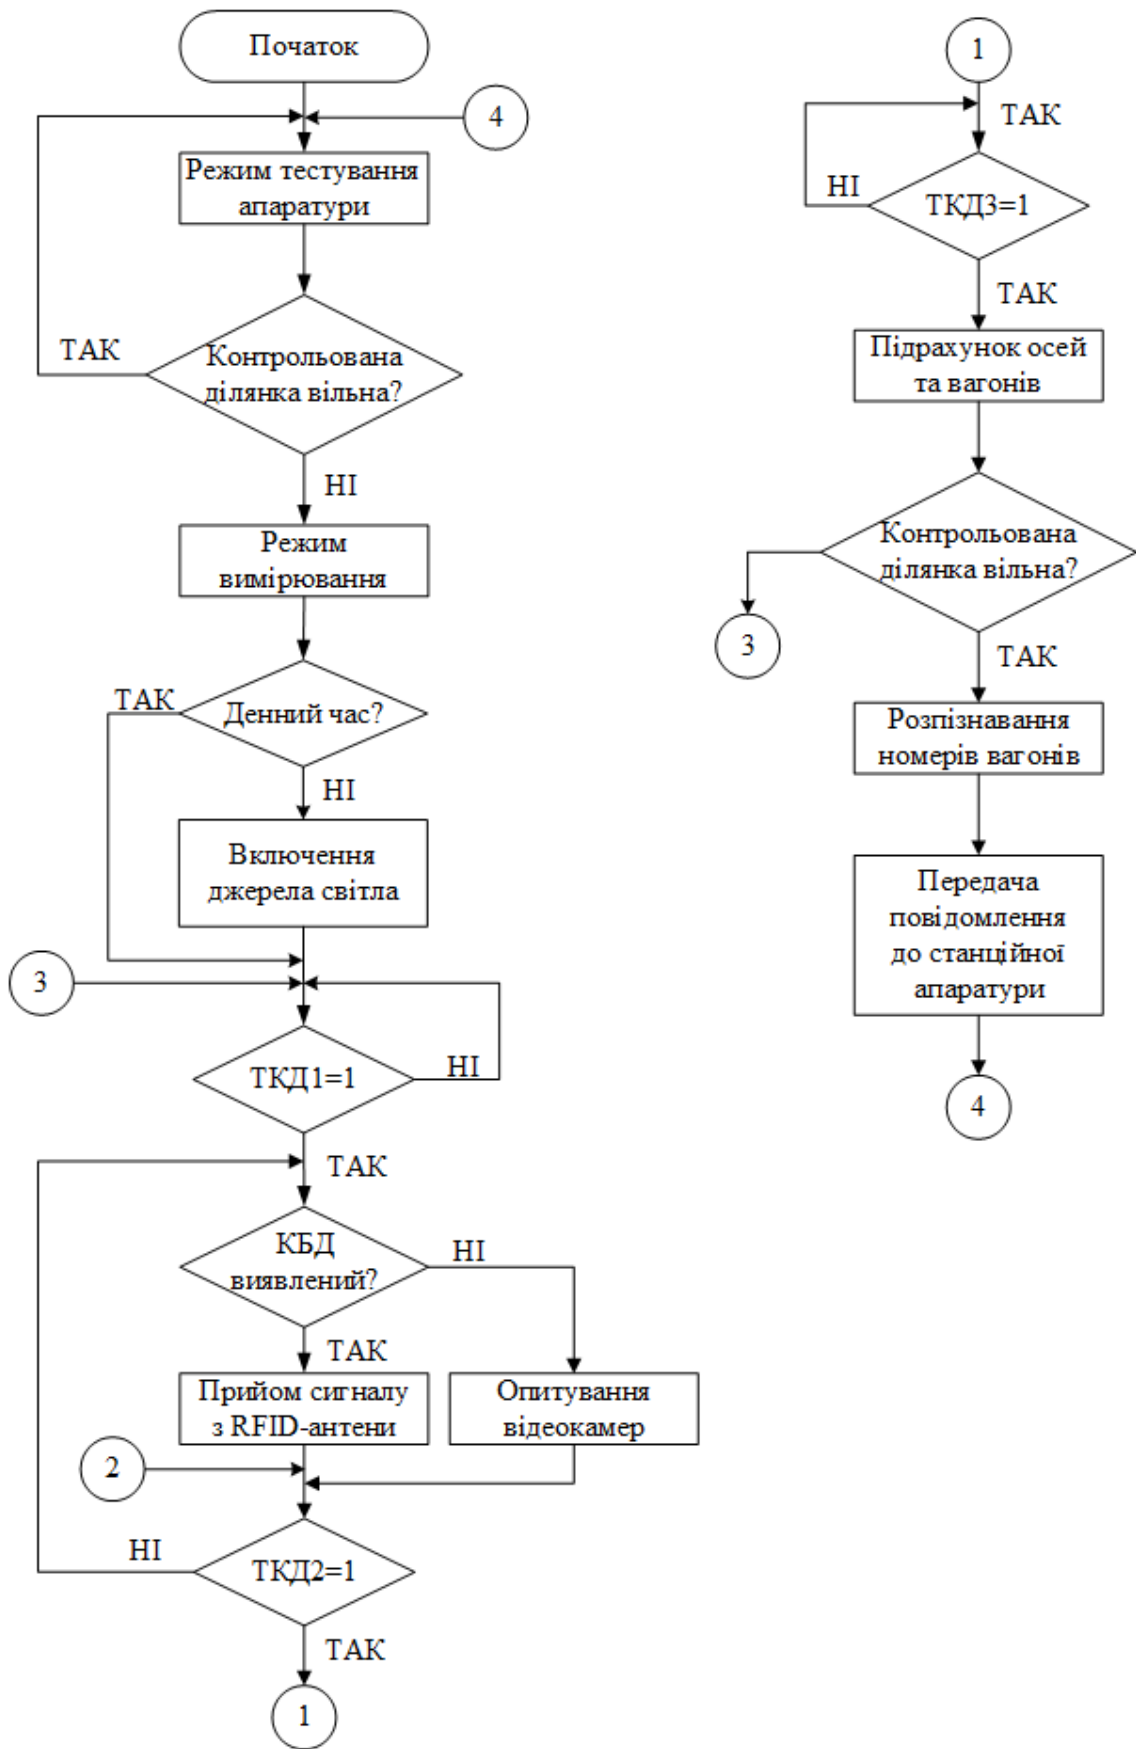 Початок
4
Режим тестування
апаратури
ТАК
Контрольована
ділянка вільна?
НІ
Режим
вимірювання
ТАК
Денний час?
НІ
Включення
джерела світла
3
ТКД1=1
НІ
ТАК
КБД
виявлений?
НІ
ТАК
Прийом сигналу
з RFID-антени
Опитування
відеокамер
2
НІ
ТКД2=1
ТАК
1
1
ТАК
НІ
ТКД3=1
ТАК
Підрахунок осей
та вагонів
Контрольована
ділянка вільна?
3
ТАК
Розпізнавання
номерів вагонів
Передача
повідомлення
до станційної
апаратури
4